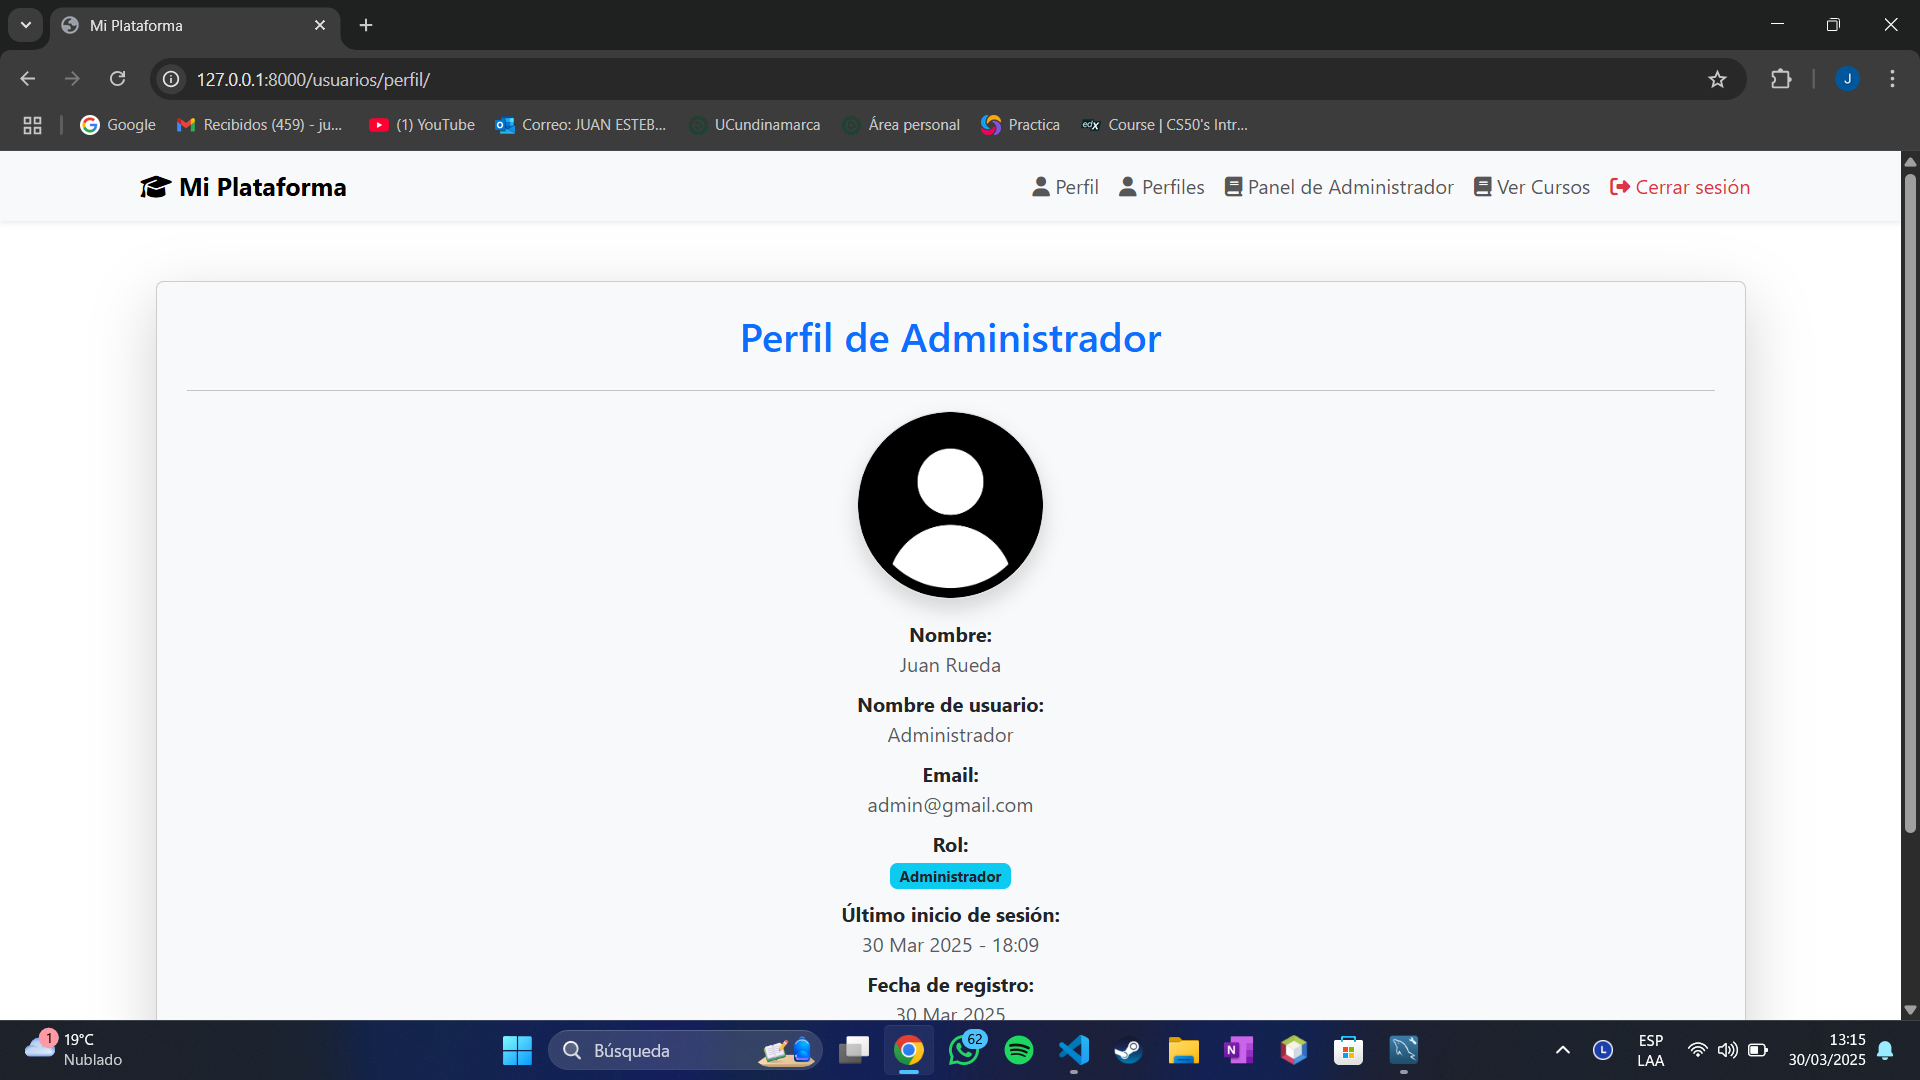 Mi Plataforma
127.0.0.1:8000/usuarios/perfil/
J
Google
Recibidos (459) - ju...
(1) YouTube
Correo: JUAN ESTEB...
UCundinamarca
Área personal
Practica
edX
Course | CS50's Intr...
Mi Plataforma
Perfil
Perfiles
Panel de Administrador
Ver Cursos
Cerrar sesión
Perfil de Administrador
Nombre:
Juan Rueda
Nombre de usuario:
Administrador
Email:
admin@gmail.com
Rol:
Administrador
Último inicio de sesión:
30 Mar 2025 - 18:09
Fecha de registro:
30 Mar 2025
1
19°C
Nublado
Búsqueda
62
N
L
ESP
LAA
13:15
30/03/2025